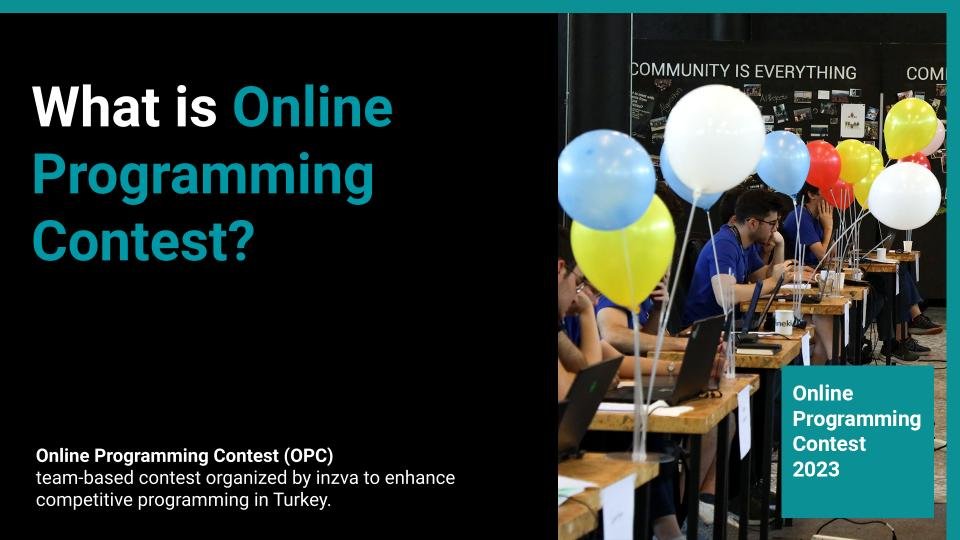 What is Online
Programming
Contest?
Online Programming Contest (OPC)
team-based contest organized by inzva to enhance
competitive programming in Turkey.
COMMUNITY IS EVERYTHING
COM
Online
Programming
Contest
2023